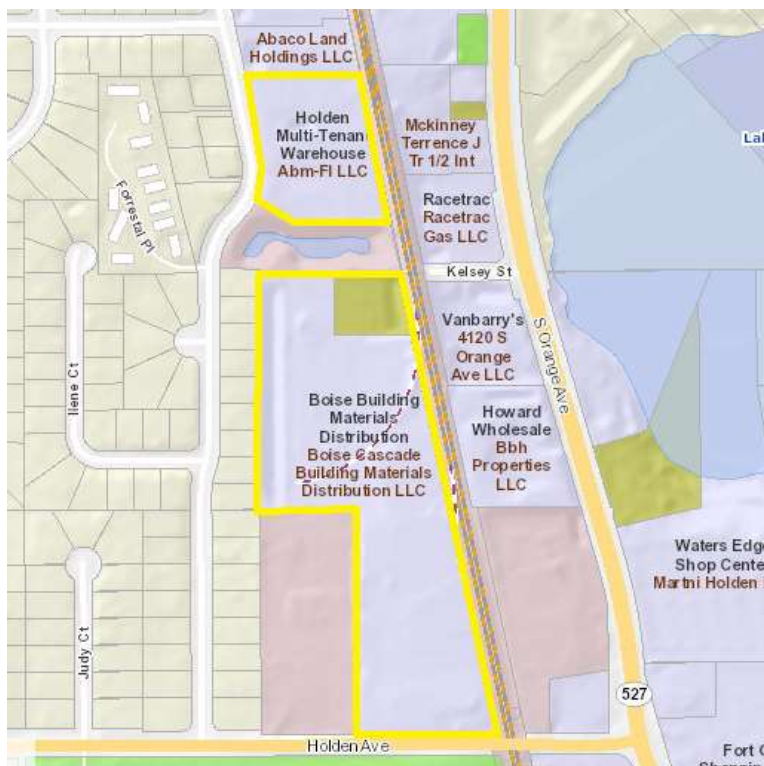 Abaco Land
Holdings LLC
Holden
Multi-Tenan
Warehouse
Abm-Fl LLC
Mckinney
Terrence J
Tr 1/2 Int
Lal
Forrestal Pl
Racetrac
Racetrac
Gas LLC
Kelsey St
Vanbarry's
4120 S
Orange
Ave LLC
S Orange Ave
Ilene Ct
Boise Building
Materials
Distribution
Boise Cascade
Building Materials
Distribution LLC
Howard
Wholesale
Bbh
Properties
LLC
Waters Edge
Shop Cente
Martni Holden
Judy Ct
527
Holden Ave
Fort